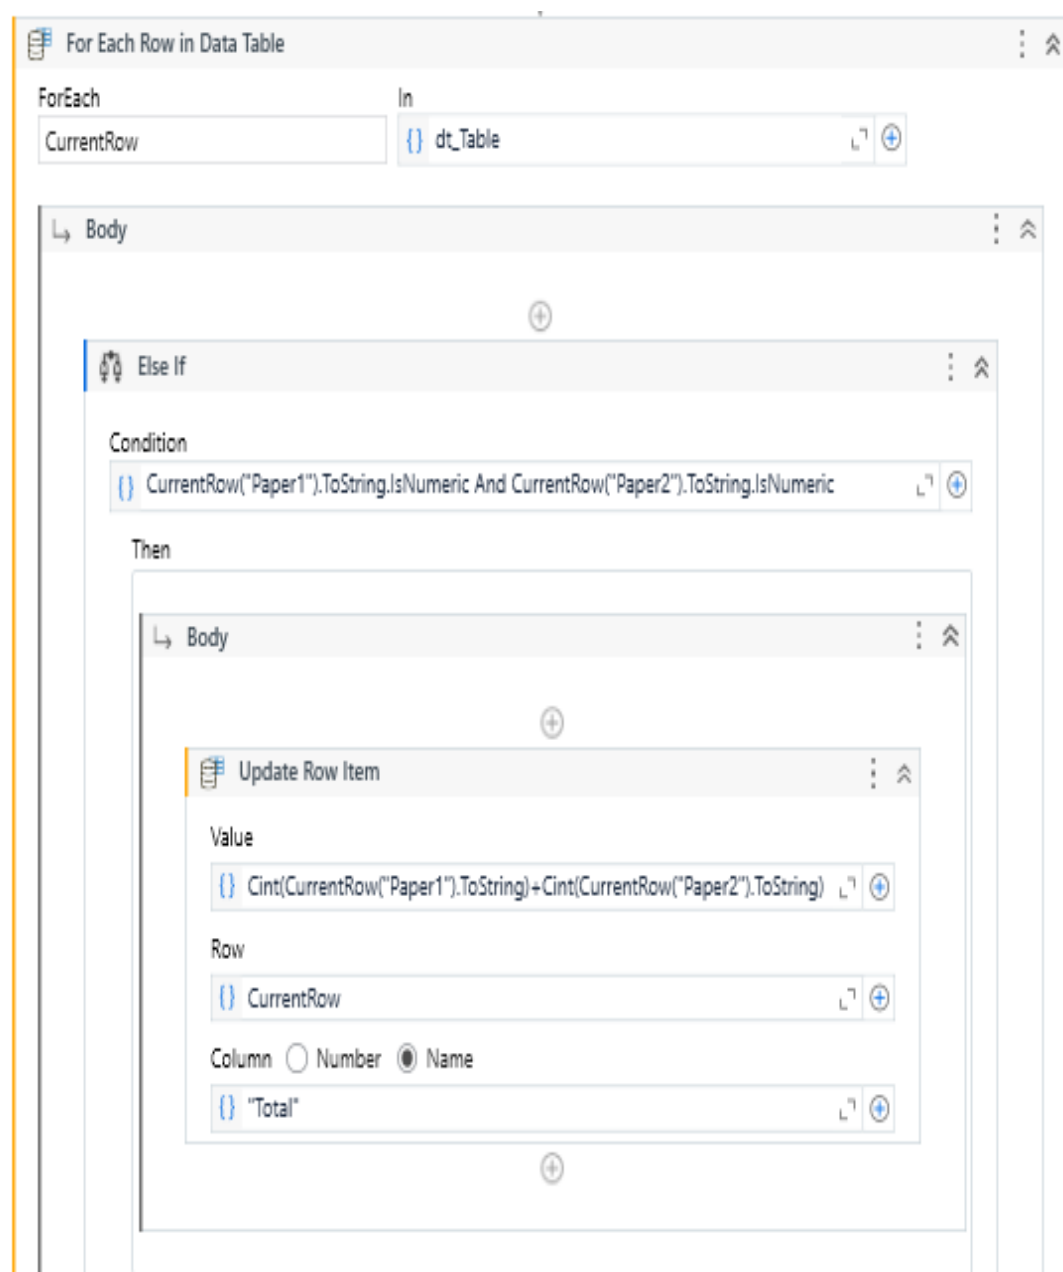 For Each Row in Data Table
ForEach In
CurrentRow {} dt_Table
Body
Else If
Condition
{} CurrentRow("Paper1").ToString.IsNumeric And CurrentRow("Paper2").ToString.IsNumeric
Then
Body
Update Row Item
Value
{} Cint(CurrentRow("Paper1").ToString)+Cint(CurrentRow("Paper2").ToString)
Row
{} CurrentRow
Column Number Name
{} "Total"